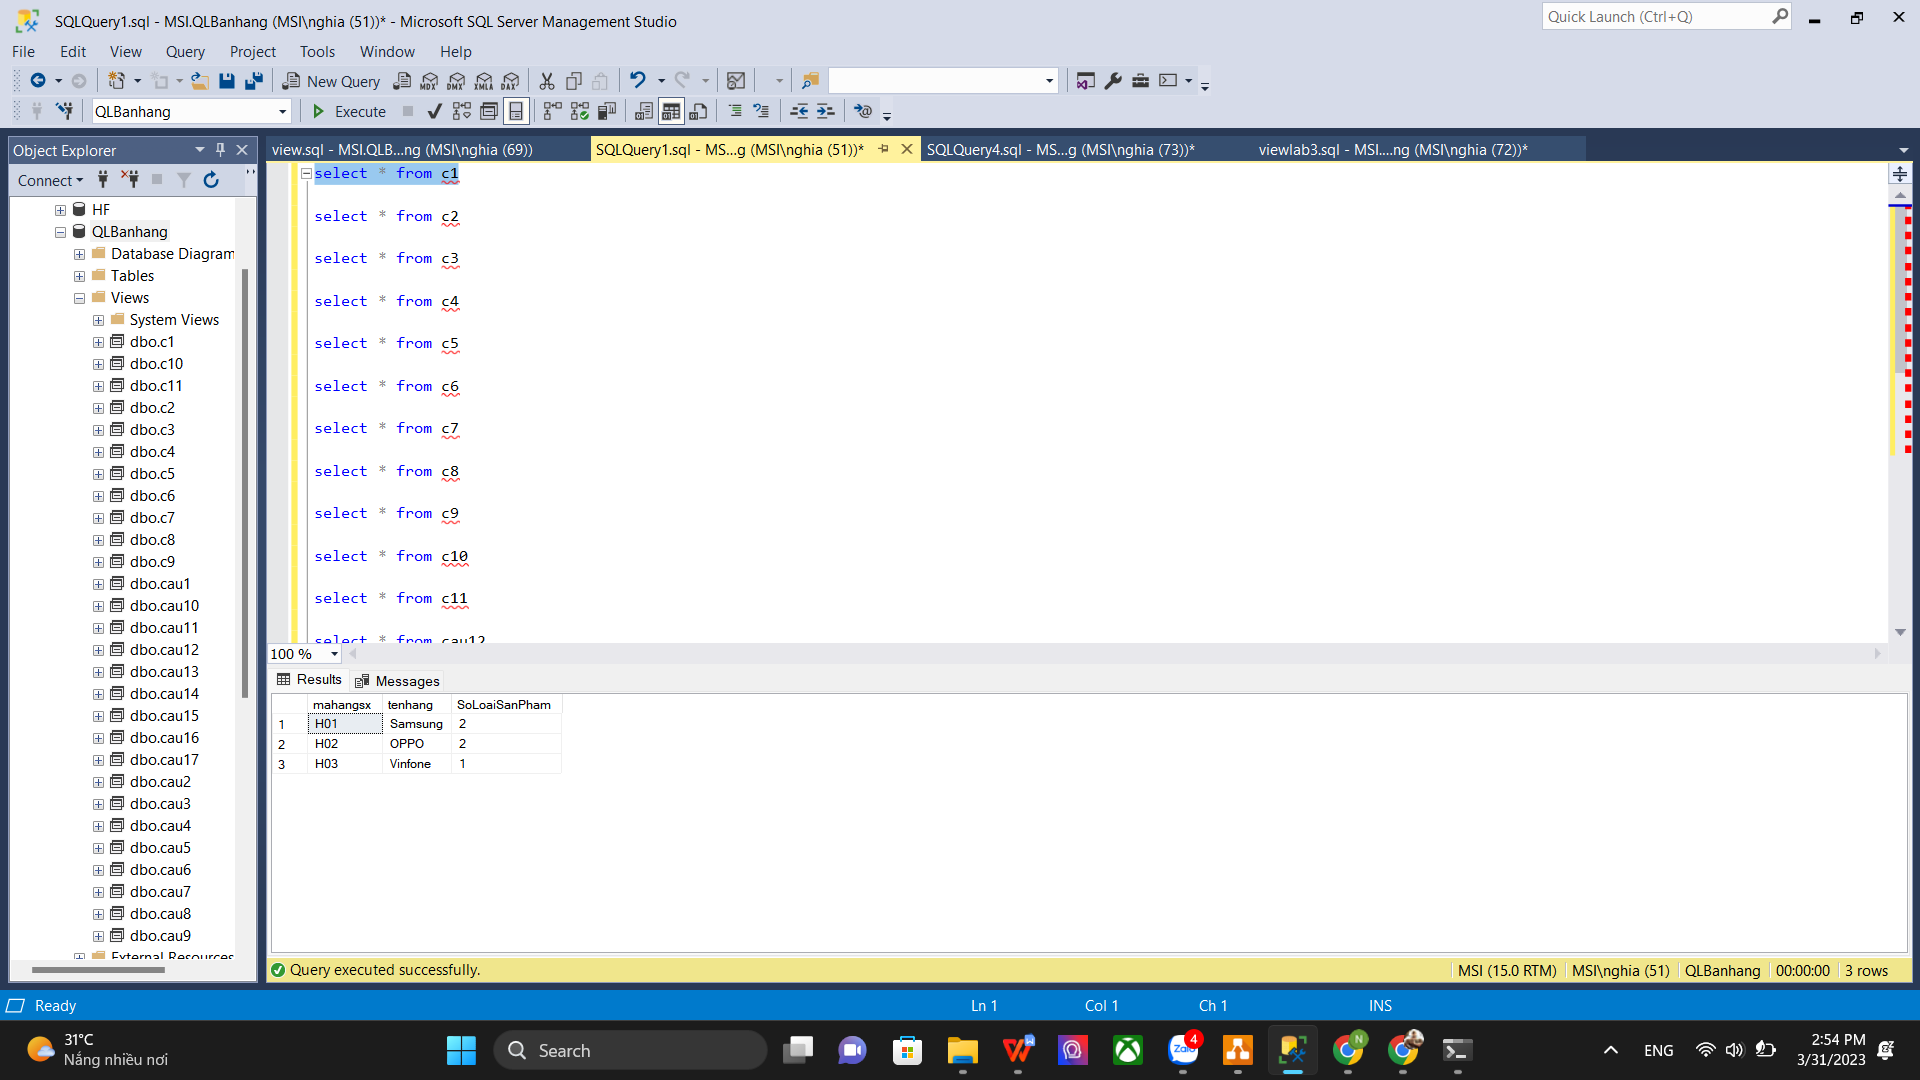 SQLQuery1.sql - MSI.QLBanhang (MSI\nghia (51))* - Microsoft SQL Server Management Studio
Quick Launch (Ctrl+Q)
File Edit View Query Project Tools Window Help
New Query MDX DMX XMLA DAX
QLBanhang Execute
Object Explorer
view.sql - MSI.QLB...ng (MSI\nghia (69)) SQLQuery1.sql - MS...g (MSI\nghia (51))* SQLQuery4.sql - MS...g (MSI\nghia (73))* viewlab3.sql - MSI....ng (MSI\nghia (72))*
Connect
HF
QLBanhang
Database Diagram
Tables
Views
System Views
dbo.c1
dbo.c10
dbo.c11
dbo.c2
dbo.c3
dbo.c4
dbo.c5
dbo.c6
dbo.c7
dbo.c8
dbo.c9
dbo.cau1
dbo.cau10
dbo.cau11
dbo.cau12
dbo.cau13
dbo.cau14
dbo.cau15
dbo.cau16
dbo.cau17
dbo.cau2
dbo.cau3
dbo.cau4
dbo.cau5
dbo.cau6
dbo.cau7
dbo.cau8
dbo.cau9
External Resources
select * from c1
select * from c2
select * from c3
select * from c4
select * from c5
select * from c6
select * from c7
select * from c8
select * from c9
select * from c10
select * from c11
select * from cau12
100 %
Results Messages
mahangsx tenhang SoLoaiSanPham
1 H01 Samsung 2
2 H02 OPPO 2
3 H03 Vinfone 1
Query executed successfully. MSI (15.0 RTM) MSI\nghia (51) QLBanhang 00:00:00 3 rows
Ready Ln 1 Col 1 Ch 1 INS
31°C
Nắng nhiều nơi
Search
Zalo
4
N
ENG
2:54 PM
3/31/2023